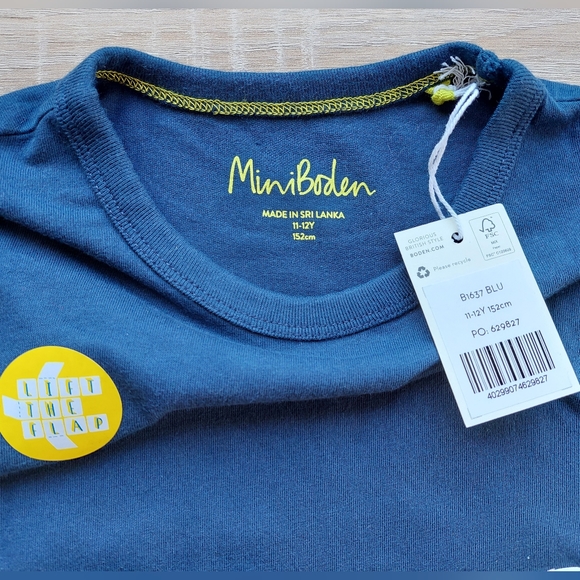 MiniBoden
MADE IN SRI LANKA
11-12Y
152cm
GLORIOUS
BRITISH STYLE
BODEN.COM
Please recycle
FSC
B1637 BLU
11-12Y 152cm
PO: 629827
40299074629827
LIFT
THE
FLAP